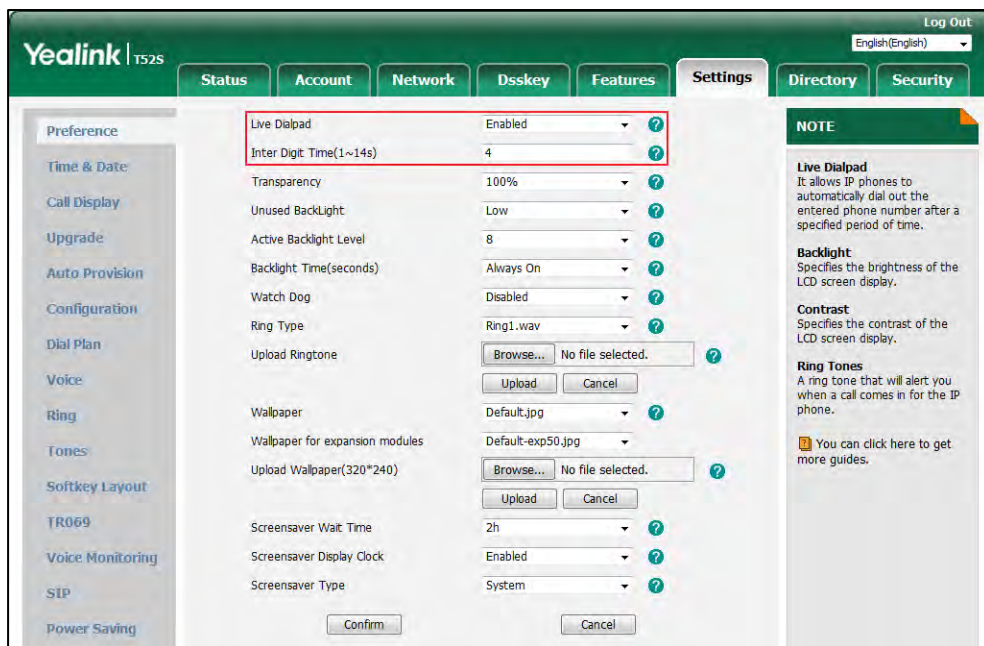 Log Out
Yealink | T52S
English(English)
Status Account Network Dsskey Features Settings Directory Security
Preference
Time & Date
Call Display
Upgrade
Auto Provision
Configuration
Dial Plan
Voice
Ring
Tones
Softkey Layout
TR069
Voice Monitoring
SIP
Power Saving
Live Dialpad Enabled ?
Inter Digit Time(1~14s) 4 ?
Transparency 100% ?
Unused BackLight Low ?
Active Backlight Level 8 ?
Backlight Time(seconds) Always On ?
Watch Dog Disabled ?
Ring Type Ring1.wav ?
Upload Ringtone Browse... No file selected. ?
Upload Cancel
Wallpaper Default.jpg ?
Wallpaper for expansion modules Default-exp50.jpg
Upload Wallpaper(320*240) Browse... No file selected. ?
Upload Cancel
Screensaver Wait Time 2h ?
Screensaver Display Clock Enabled ?
Screensaver Type System ?
Confirm Cancel
NOTE
Live Dialpad
It allows IP phones to
automatically dial out the
entered phone number after a
specified period of time.
Backlight
Specifies the brightness of the
LCD screen display.
Contrast
Specifies the contrast of the
LCD screen display.
Ring Tones
A ring tone that will alert you
when a call comes in for the IP
phone.
? You can click here to get
more guides.